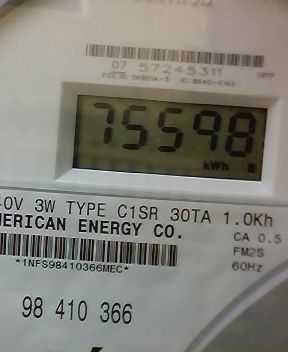 07 57245311
75598
kWh
0V 3W TYPE C1SR 30TA 1.0Kh
MERICAN ENERGY CO.
CA 0.5
FM2S
60Hz
*1NFS98410366MEC*
98 410 366